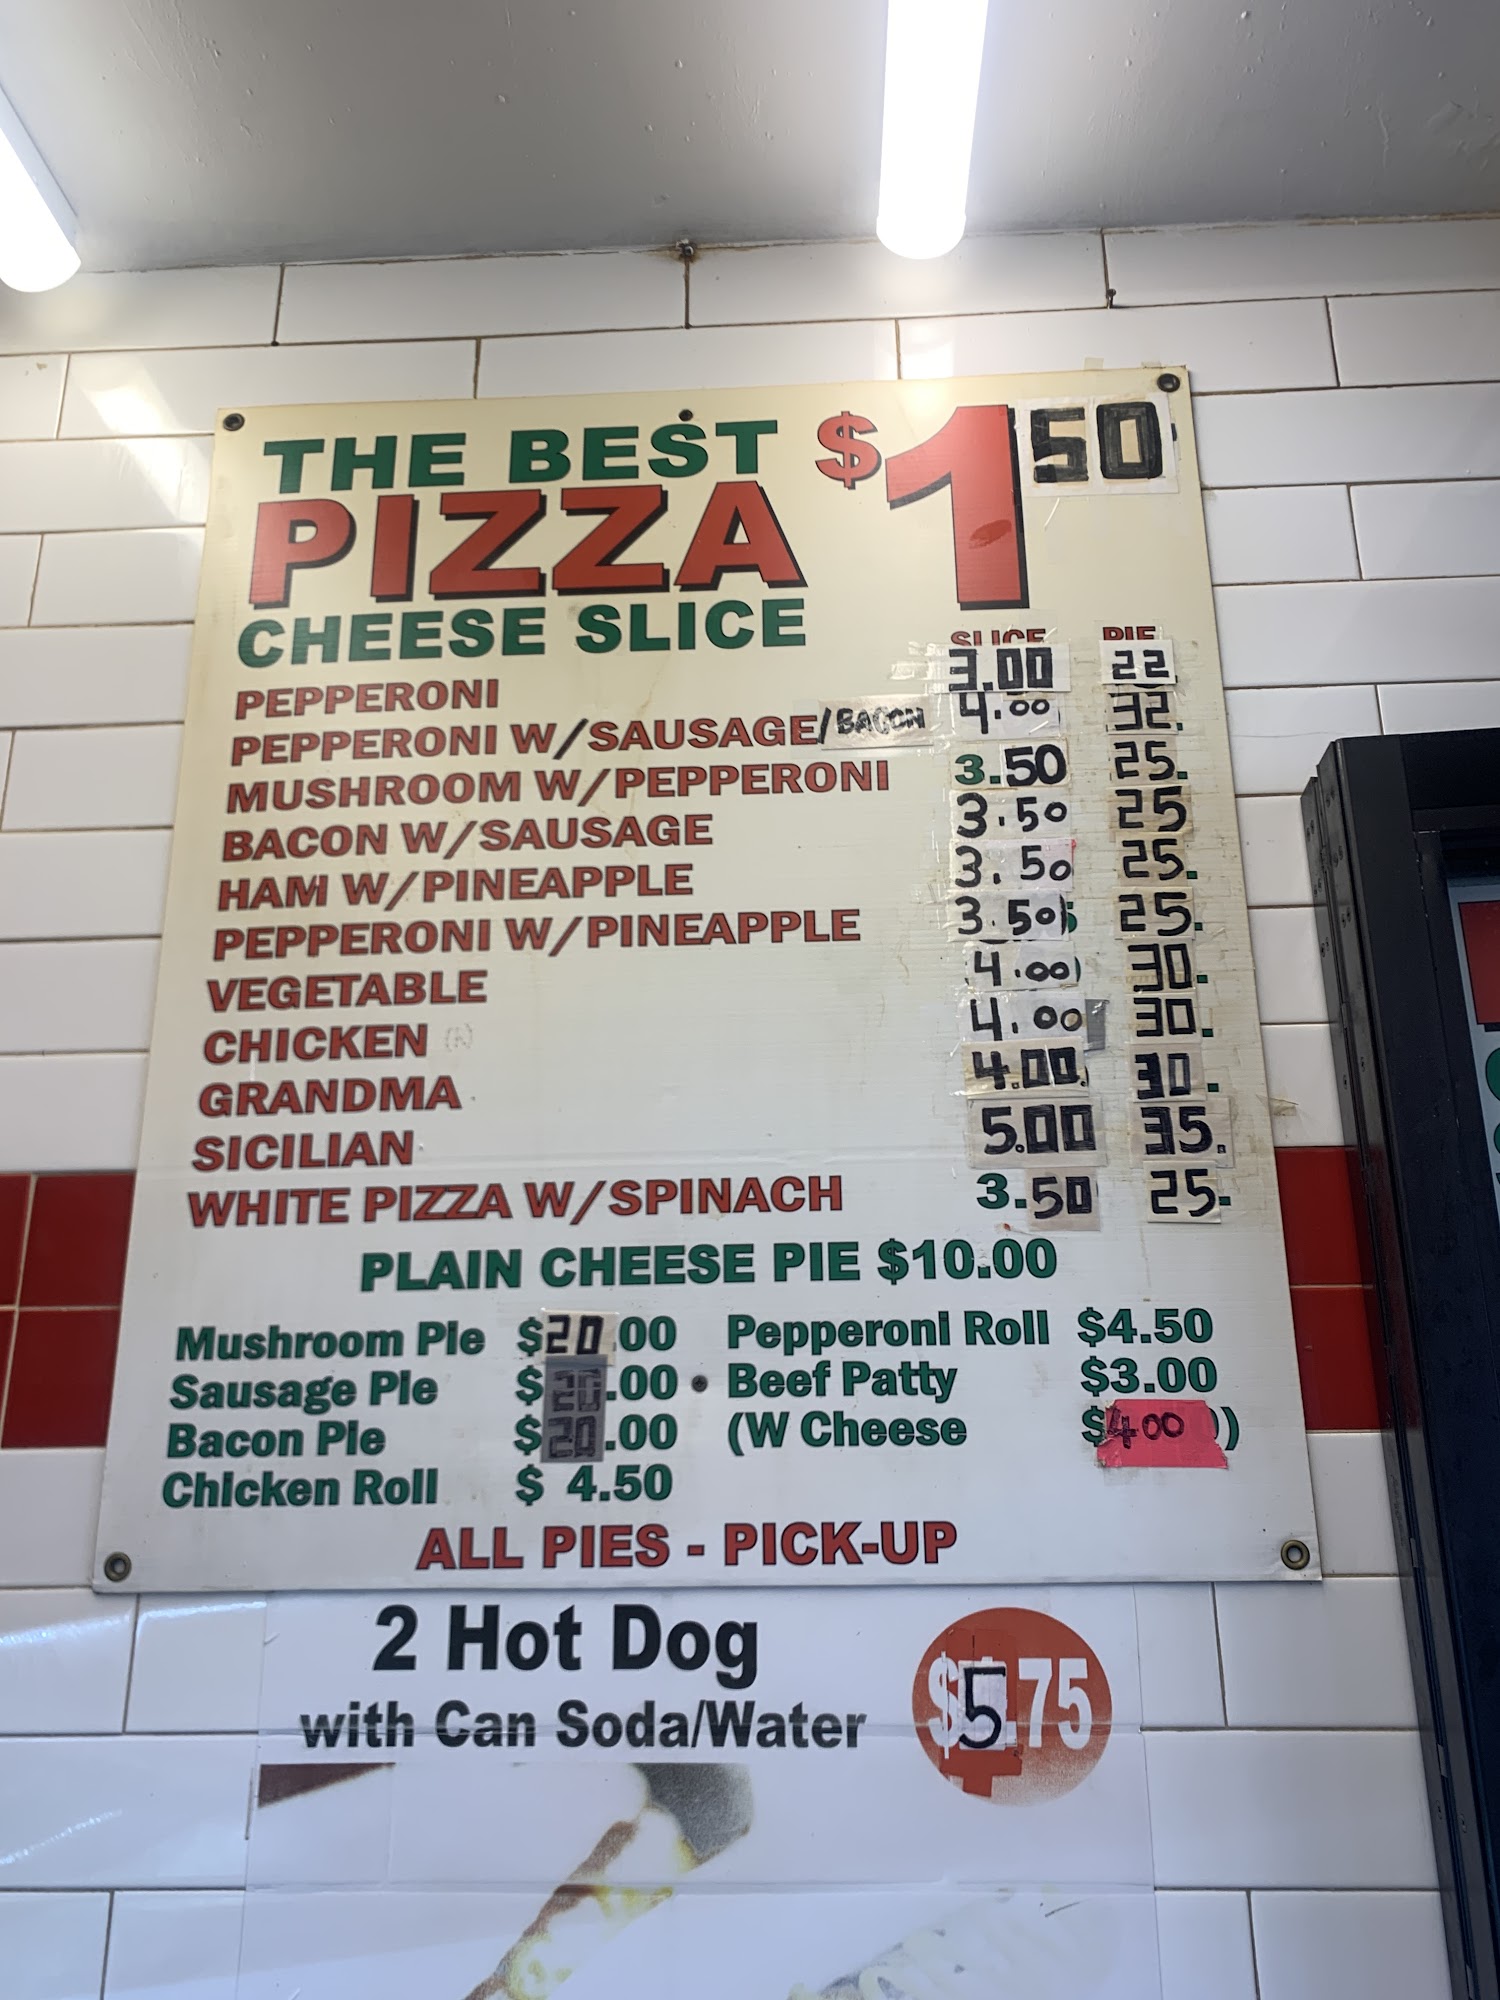 THE BEST $1 50
PIZZA
CHEESE SLICE
SLICE PIE
PEPPERONI 3.00 22
PEPPERONI W/SAUSAGE/BACON 4.00 32.
MUSHROOM W/PEPPERONI 3.50 25.
BACON W/SAUSAGE 3.50 25
HAM W/PINEAPPLE 3.50 25.
PEPPERONI W/PINEAPPLE 3.50 25.
VEGETABLE 4.00 30.
CHICKEN 4.00 30.
GRANDMA 4.00 30.
SICILIAN 5.00 35.
WHITE PIZZA W/SPINACH 3.50 25.
PLAIN CHEESE PIE $10.00
Mushroom Pie $20.00 Pepperoni Roll $4.50
Sausage Pie $20.00 Beef Patty $3.00
Bacon Pie $20.00 (W Cheese $4 00)
Chicken Roll $ 4.50
ALL PIES - PICK-UP
2 Hot Dog
with Can Soda/Water $5.75